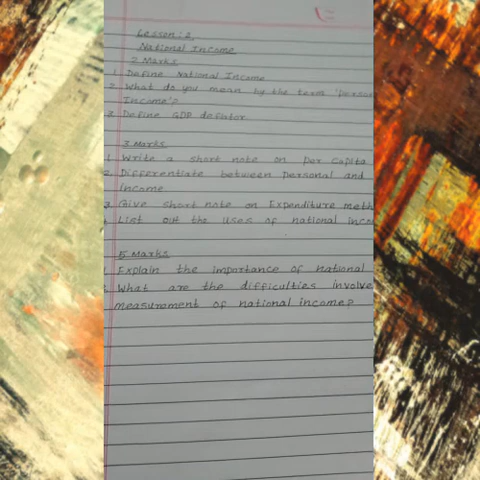 Lesson: 2.
National Income
2 Marks
1. Define National Income
2. What do you mean by the term 'person
Income'?
3. Define GDP deflator
3 Marks
1. Write a short note on per capita
2. Differentiate between personal and
income
3. Give short note on Expenditure meth
4. List out the uses of national incom
5 Marks
1. Explain the importance of national
2. What are the difficulties involve
measurement of national income?